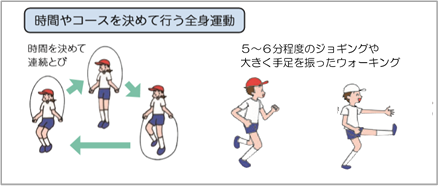 時間やコースを決めて行う全身運動
時間を決めて
連続とび
５～６分程度のジョギングや
大きく手足を振ったウォーキング